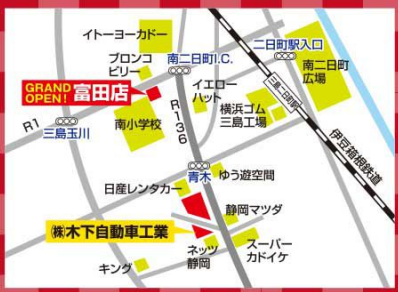 イトーヨーカドー
ブロンコ
ビリー
南二日町I.C.
二日町駅入口
南二日町
広場
GRAND
OPEN!
富田店
イエロー
ハット
三島二日町駅
横浜ゴム
三島工場
R1
三島玉川
南小学校
R136
伊豆箱根鉄道
青木
ゆう遊空間
日産レンタカー
静岡マツダ
㈱木下自動車工業
ネッツ
静岡
スーパー
カドイケ
キング